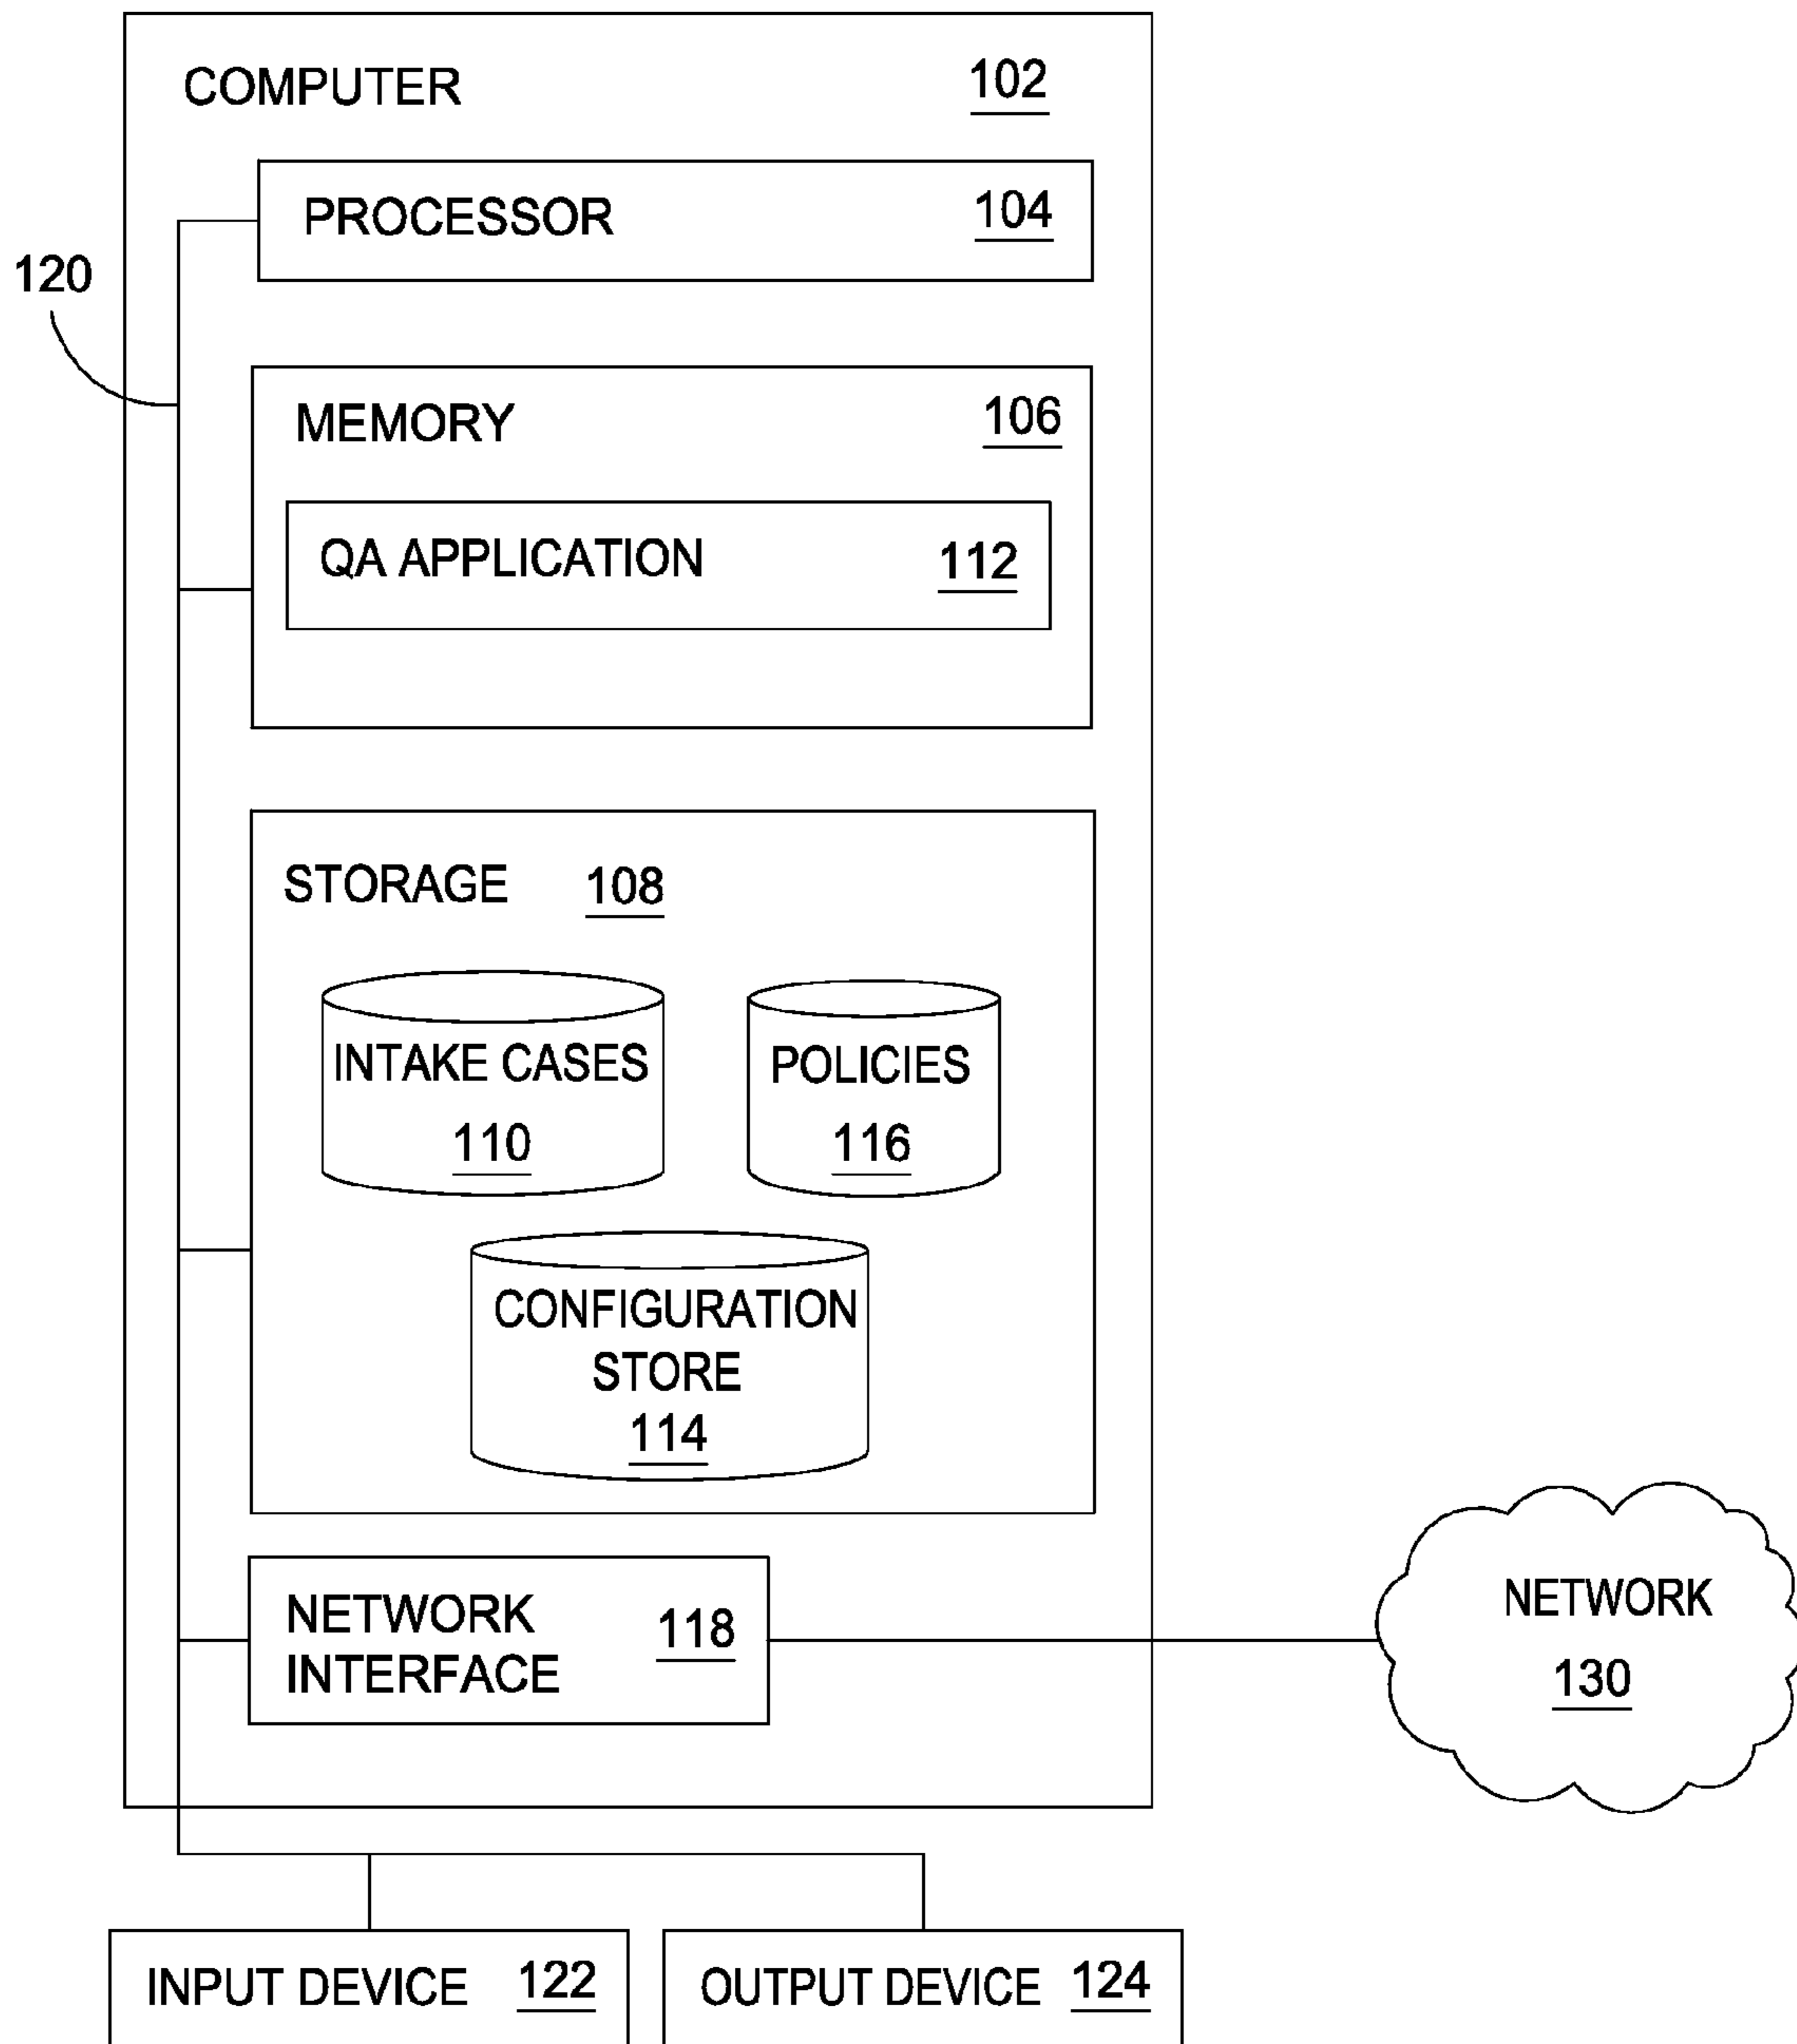 COMPUTER 102
PROCESSOR 104
120
MEMORY 106
QA APPLICATION 112
STORAGE 108
INTAKE CASES
110
POLICIES
116
CONFIGURATION
STORE
114
NETWORK
INTERFACE
118
NETWORK
130
INPUT DEVICE 122
OUTPUT DEVICE 124